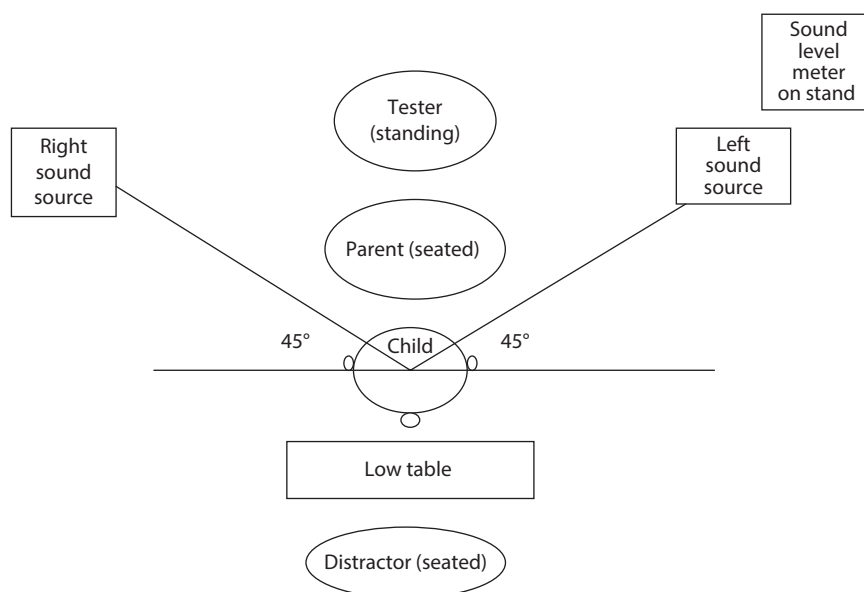 Sound
level
meter
on stand
Tester
(standing)
Right
sound
source
Left
sound
source
Parent (seated)
45°
Child
45°
Low table
Distractor (seated)